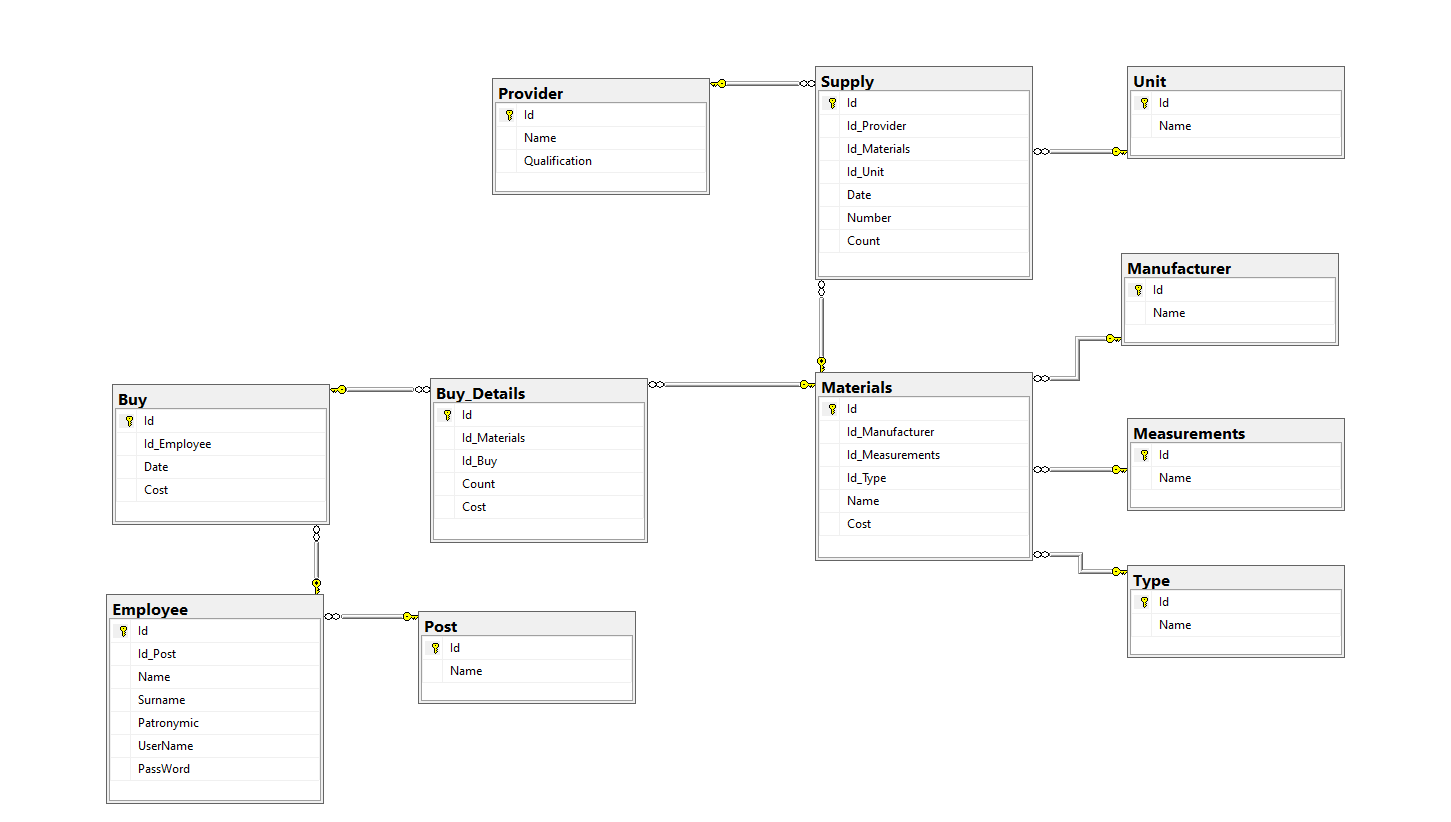 Provider
Id
Name
Qualification
Supply
Id
Id_Provider
Id_Materials
Id_Unit
Date
Number
Count
Unit
Id
Name
Manufacturer
Id
Name
Buy
Id
Id_Employee
Date
Cost
Buy_Details
Id
Id_Materials
Id_Buy
Count
Cost
Materials
Id
Id_Manufacturer
Id_Measurements
Id_Type
Name
Cost
Measurements
Id
Name
Type
Id
Name
Employee
Id
Id_Post
Name
Surname
Patronymic
UserName
PassWord
Post
Id
Name